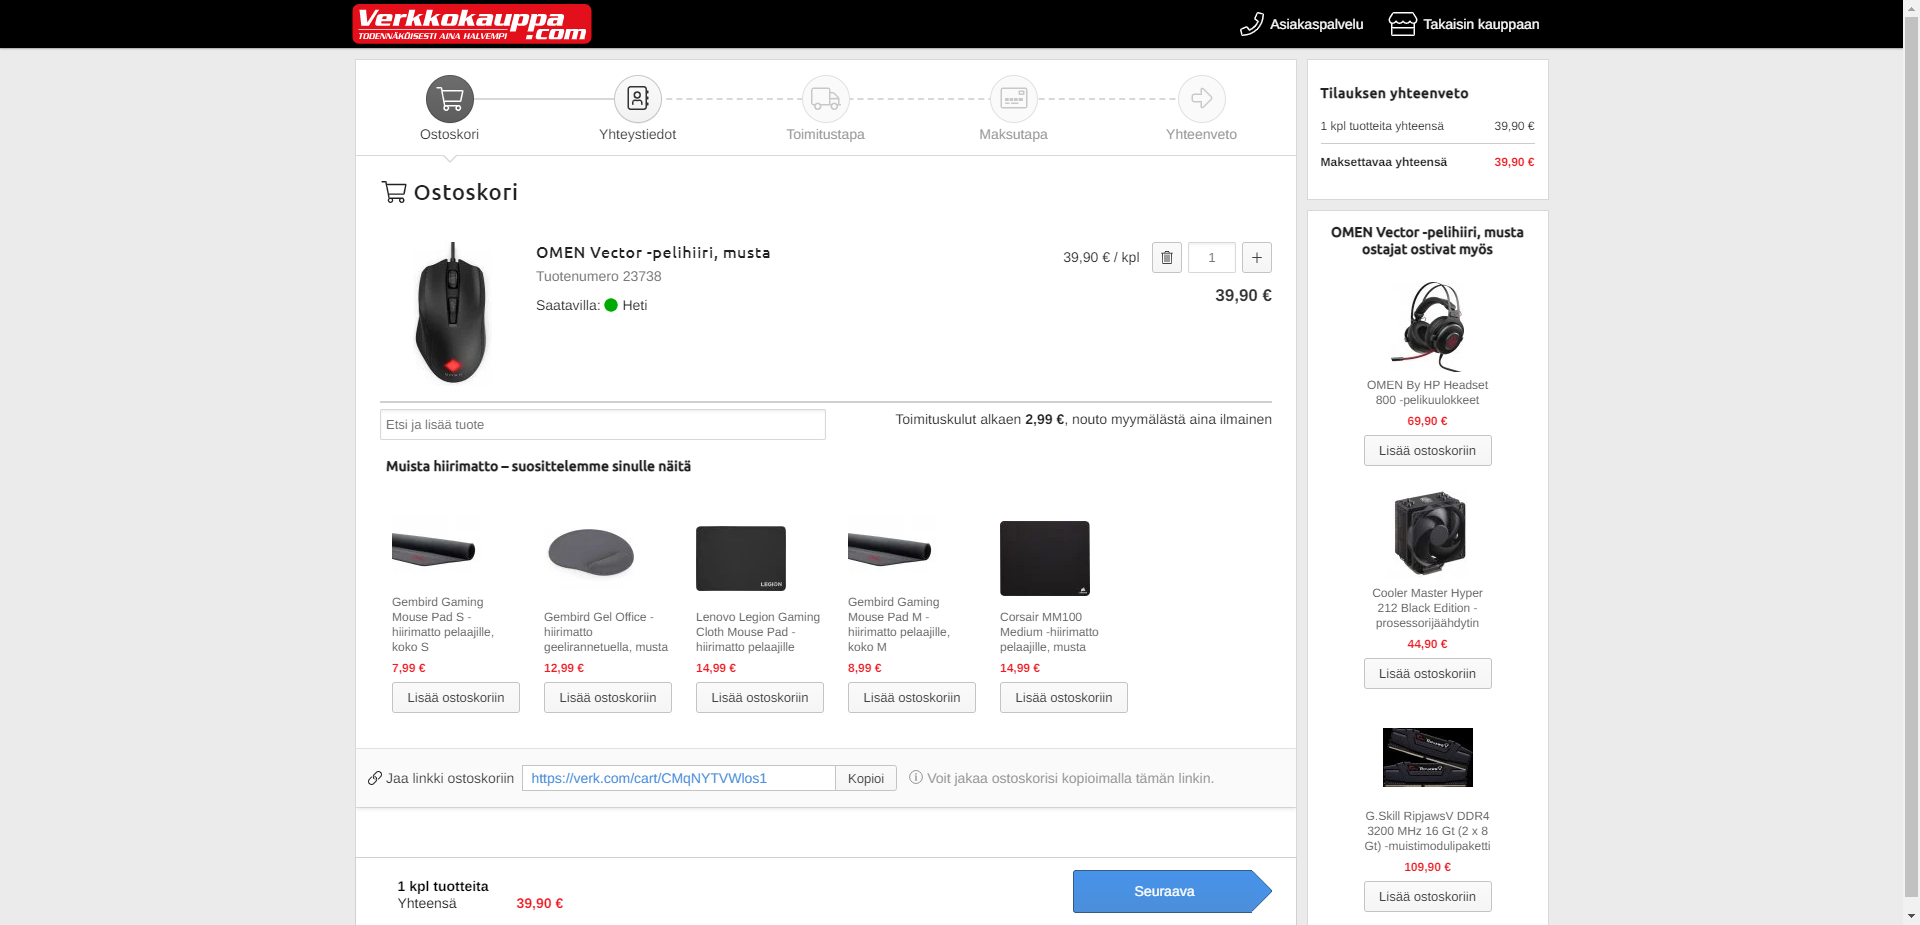 Verkkokauppa
.com
TODENNÄKÖISESTI AINA HALVEMPI
Asiakaspalvelu
Takaisin kauppaan
Ostoskori
Yhteystiedot
Toimitustapa
Maksutapa
Yhteenveto
Ostoskori
OMEN Vector -pelihiiri, musta
Tuotenumero 23738
Saatavilla: Heti
39,90 € / kpl
1
+
39,90 €
Etsi ja lisää tuote
Toimituskulut alkaen 2,99 €, nouto myymälästä aina ilmainen
Muista hiirimatto – suosittelemme sinulle näitä
Gembird Gaming
Mouse Pad S -
hiirimatto pelaajille,
koko S
7,99 €
Lisää ostoskoriin
Gembird Gel Office -
hiirimatto
geelirannetuella, musta
12,99 €
Lisää ostoskoriin
LEGION
Lenovo Legion Gaming
Cloth Mouse Pad -
hiirimatto pelaajille
14,99 €
Lisää ostoskoriin
Gembird Gaming
Mouse Pad M -
hiirimatto pelaajille,
koko M
8,99 €
Lisää ostoskoriin
Corsair MM100
Medium -hiirimatto
pelaajille, musta
14,99 €
Lisää ostoskoriin
Jaa linkki ostoskoriin
https://verk.com/cart/CMqNYTVWlos1
Kopioi
Voit jakaa ostoskorisi kopioimalla tämän linkin.
1 kpl tuotteita
Yhteensä 39,90 €
Seuraava
Tilauksen yhteenveto
1 kpl tuotteita yhteensä 39,90 €
Maksettavaa yhteensä 39,90 €
OMEN Vector -pelihiiri, musta
ostajat ostivat myös
OMEN By HP Headset
800 -pelikuulokkeet
69,90 €
Lisää ostoskoriin
Cooler Master Hyper
212 Black Edition -
prosessorijäähdytin
44,90 €
Lisää ostoskoriin
G.Skill RipjawsV DDR4
3200 MHz 16 Gt (2 x 8
Gt) -muistimodulipaketti
109,90 €
Lisää ostoskoriin